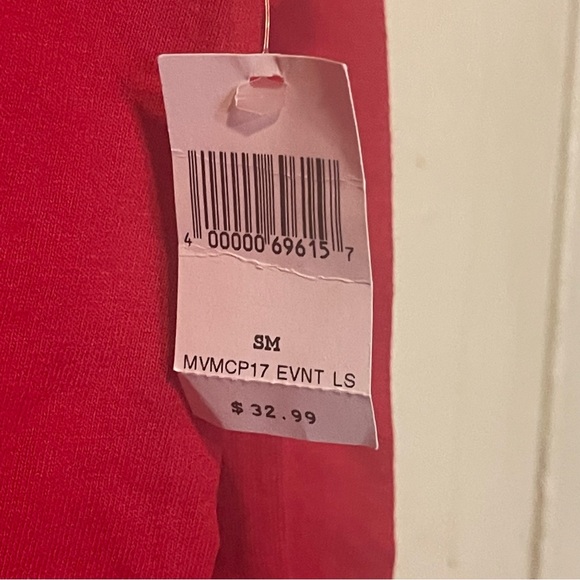 4 00000 69615 7
SM
MVMCP17 EVNT LS
$32.99